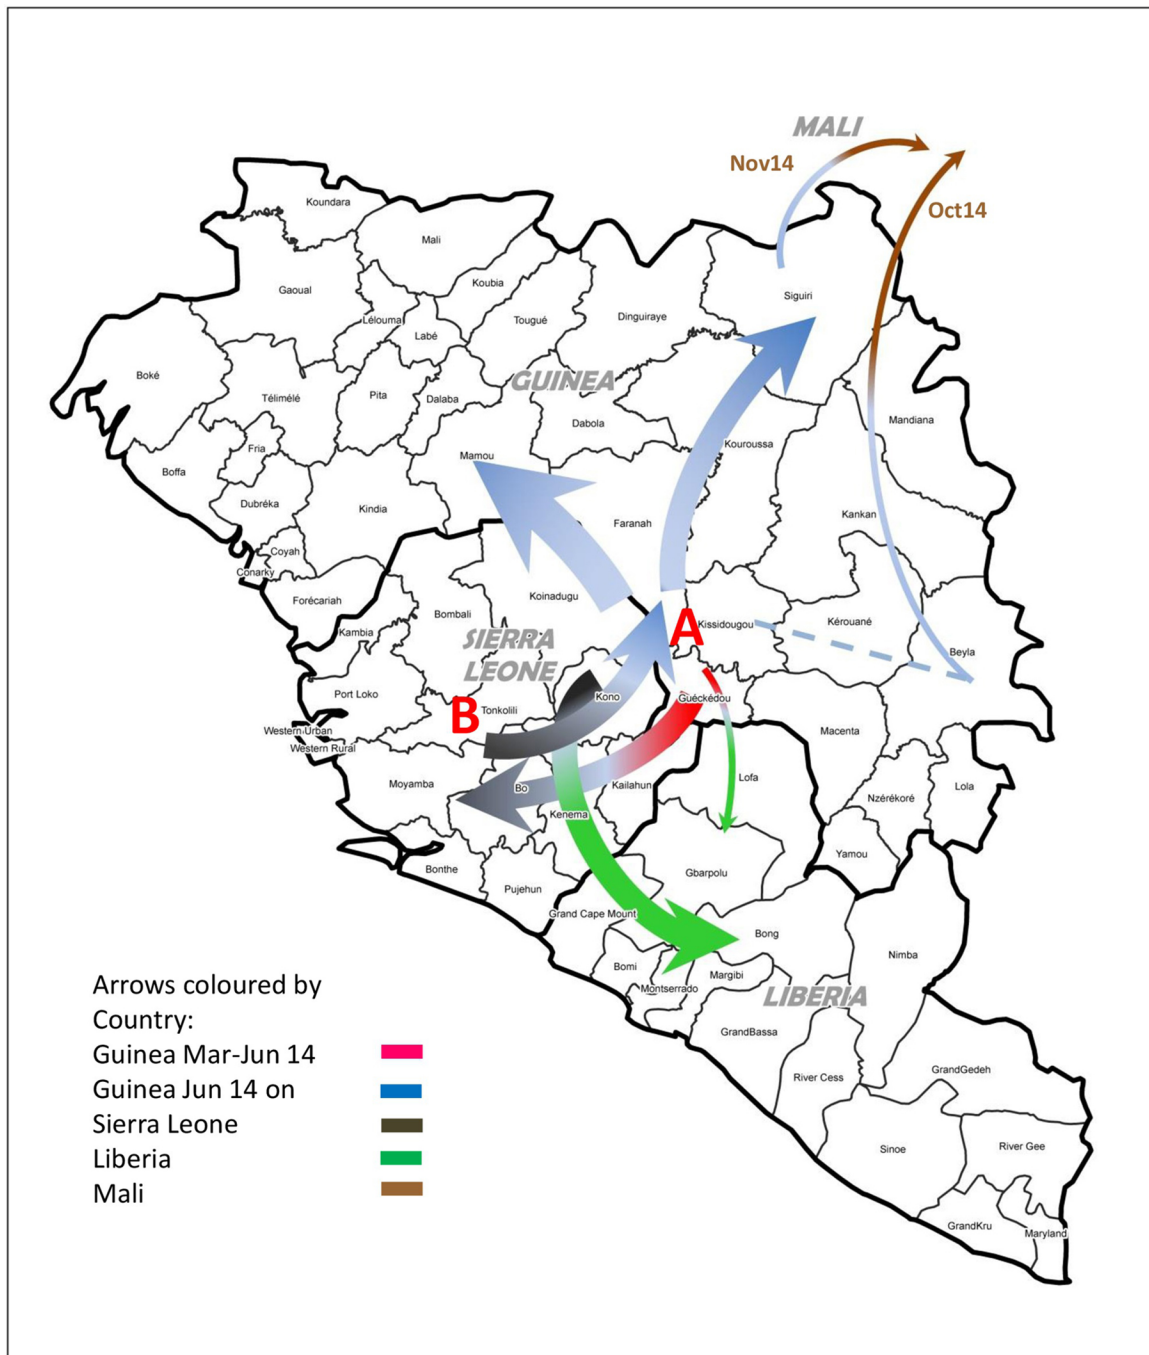 MALI
Nov14
Oct14
Koundara
Mali
Koubia
Gaoual
Siguiri
Lélouma
Tougué
Dinguiraye
Labé
Boké
GUINEA
Télimélé
Pita
Dalaba
Mandiana
Dabola
Fria
Kouroussa
Mamou
Boffa
Dubréka
Kindia
Kankan
Faranah
Coyah
Conarky
Koinadugu
Forécariah
Bombali
A
Kissidougou
Kérouané
Kambia
SIERRA
LEONE
Beyla
Port Loko
Kono
Guéckédou
B
Tonkolili
Western Urban
Western Rural
Macenta
Lofa
Moyamba
Bo
Kailahun
Lola
Nzérékoré
Kenema
Yamou
Bonthe
Gbarpolu
Pujehun
Grand Cape Mount
Bong
Nimba
Bomi
Margibi
Montserrado
LIBERIA
GrandBassa
GrandGedeh
River Cess
Sinoe
River Gee
GrandKru
Maryland
Arrows coloured by
Country:
Guinea Mar-Jun 14
Guinea Jun 14 on
Sierra Leone
Liberia
Mali